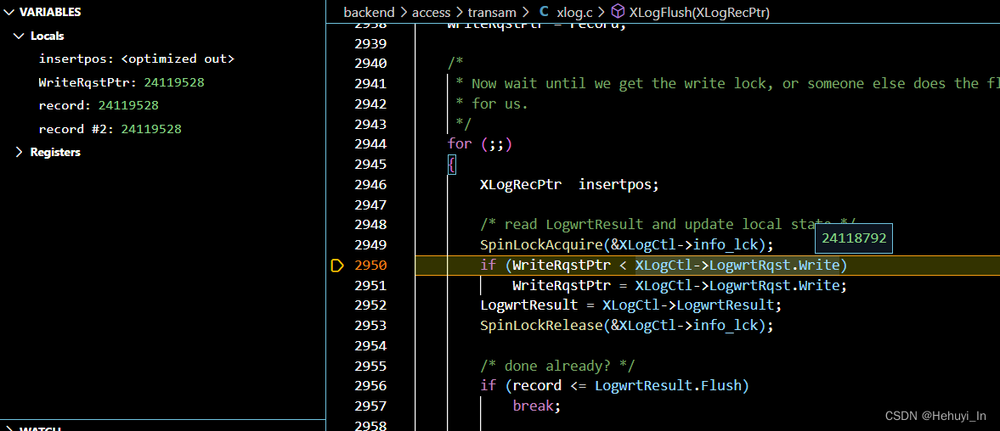 VARIABLES
Locals
insertpos: <optimized out>
WriteRqstPtr: 24119528
record: 24119528
record #2: 24119528
Registers
WATCH
backend > access > transam > C xlog.c > XLogFlush(XLogRecPtr)
2938 WriteRqstPtr = record;
2939
2940 /*
2941 * Now wait until we get the write lock, or someone else does the fl
2942 * for us.
2943 */
2944 for (;;)
2945 {
2946 XLogRecPtr insertpos;
2947
2948 /* read LogwrtResult and update local state */
24118792
2949 SpinLockAcquire(&XLogCtl->info_lck);
2950 if (WriteRqstPtr < XLogCtl->LogwrtRqst.Write)
2951 WriteRqstPtr = XLogCtl->LogwrtRqst.Write;
2952 LogwrtResult = XLogCtl->LogwrtResult;
2953 SpinLockRelease(&XLogCtl->info_lck);
2954
2955 /* done already? */
2956 if (record <= LogwrtResult.Flush)
2957 break;
2958
CSDN @Hehuyi_In